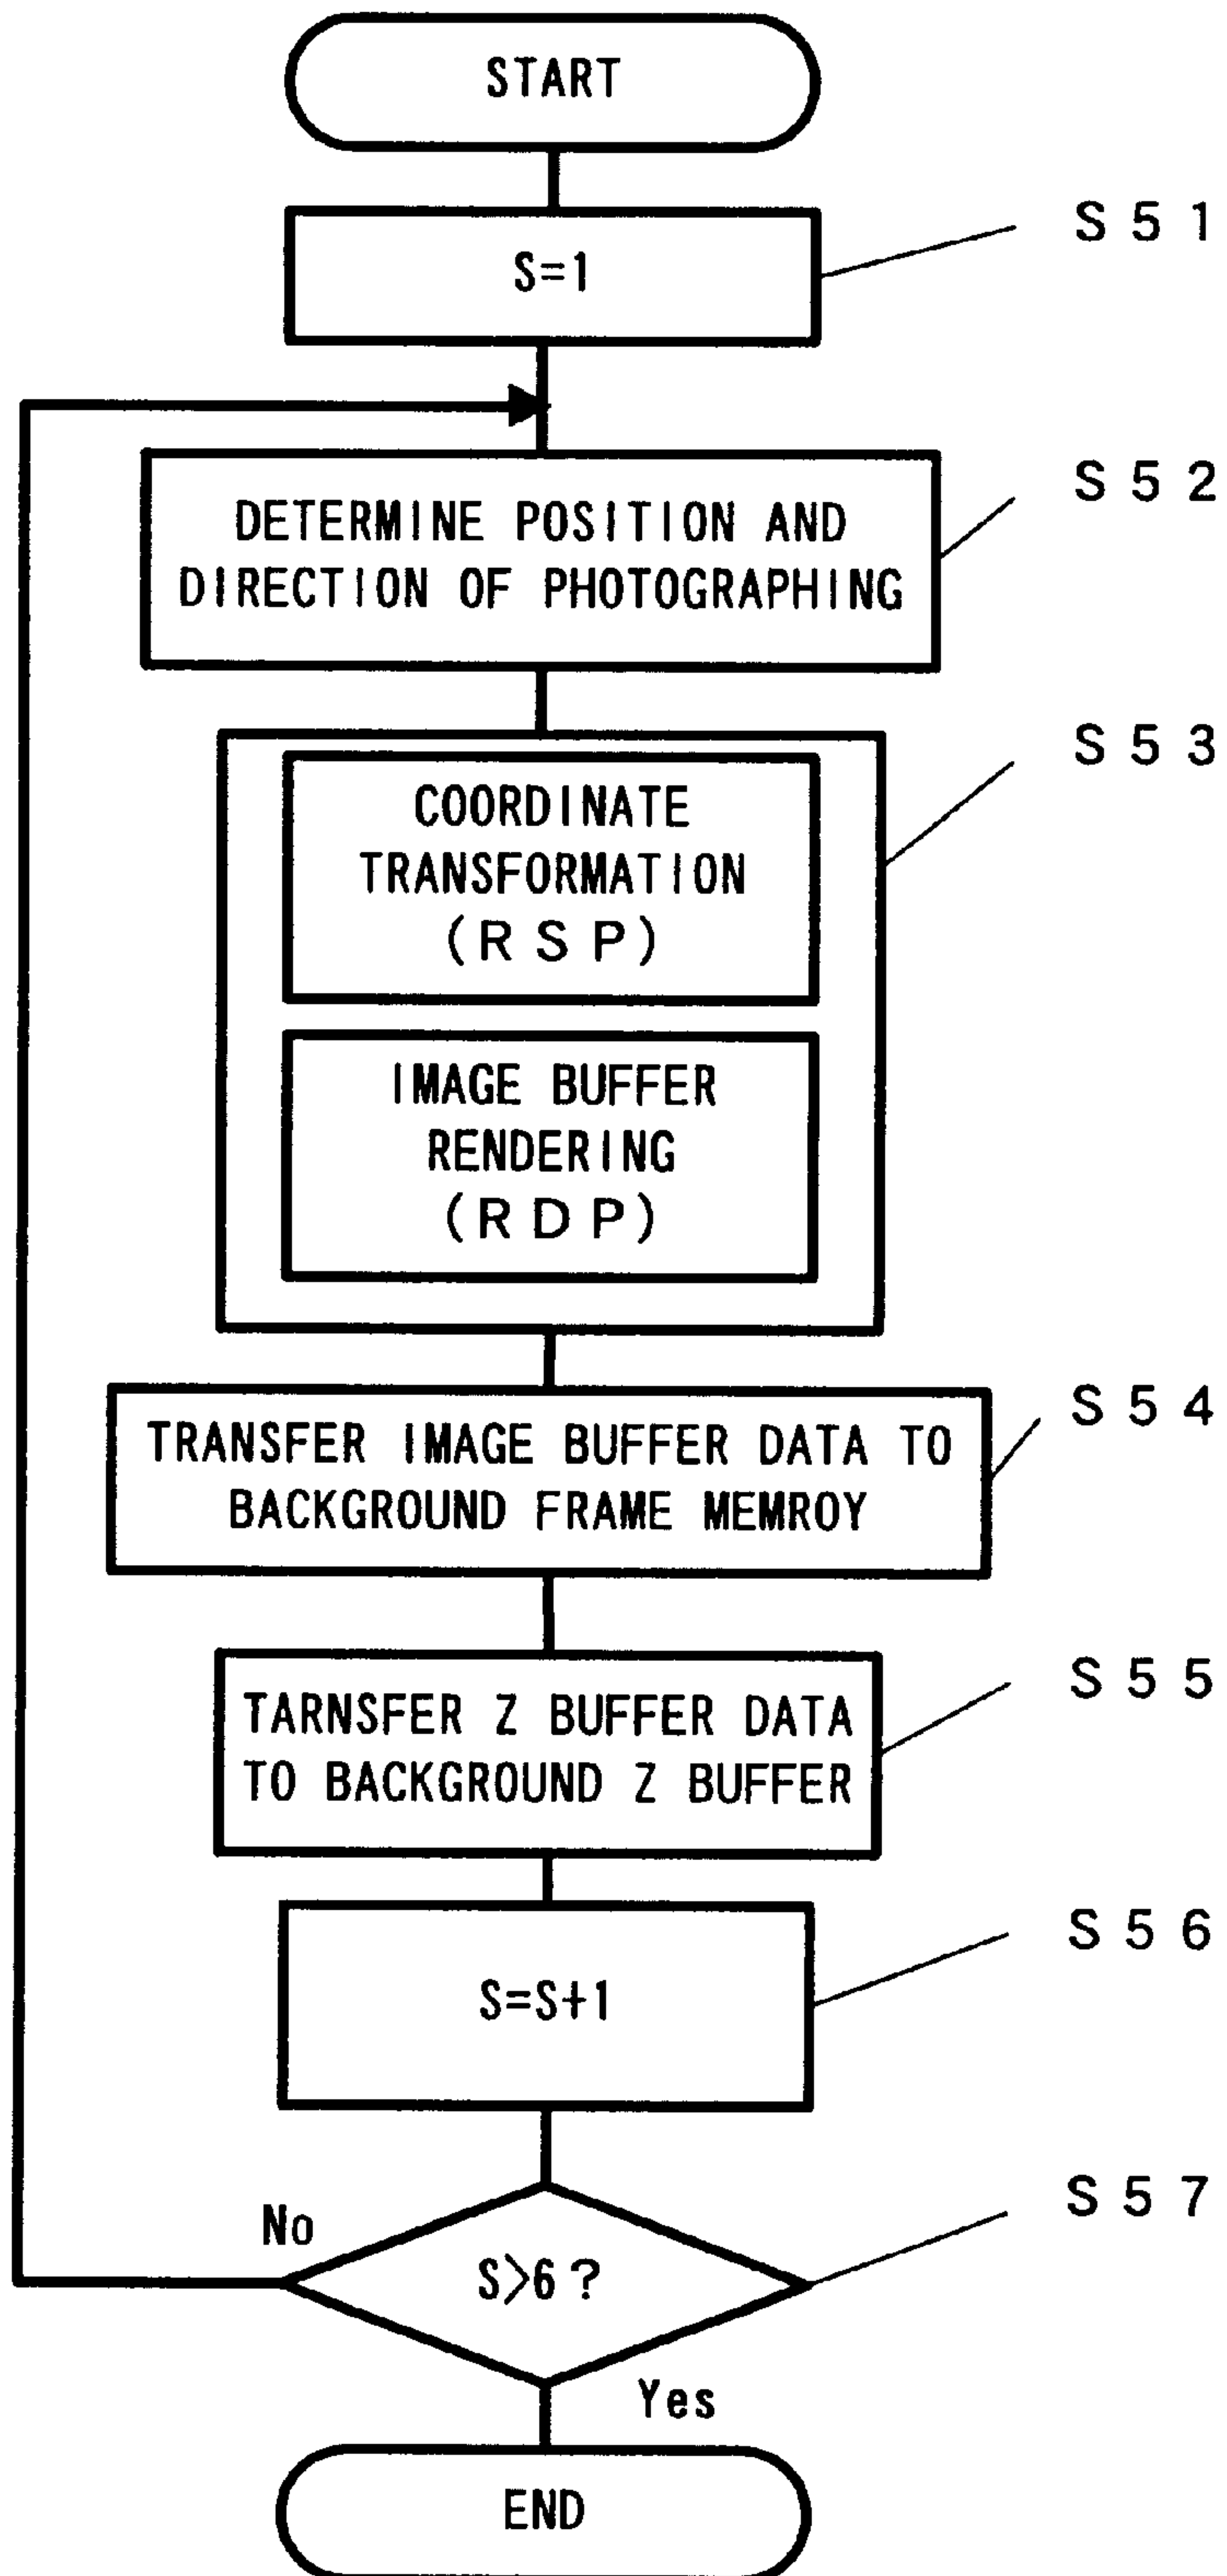 START
S=1
S51
DETERMINE POSITION AND
DIRECTION OF PHOTOGRAPHING
S52
COORDINATE
TRANSFORMATION
(RSP)
IMAGE BUFFER
RENDERING
(RDP)
S53
TRANSFER IMAGE BUFFER DATA TO
BACKGROUND FRAME MEMROY
S54
TARNSFER Z BUFFER DATA
TO BACKGROUND Z BUFFER
S55
S=S+1
S56
No
S>6?
S57
Yes
END